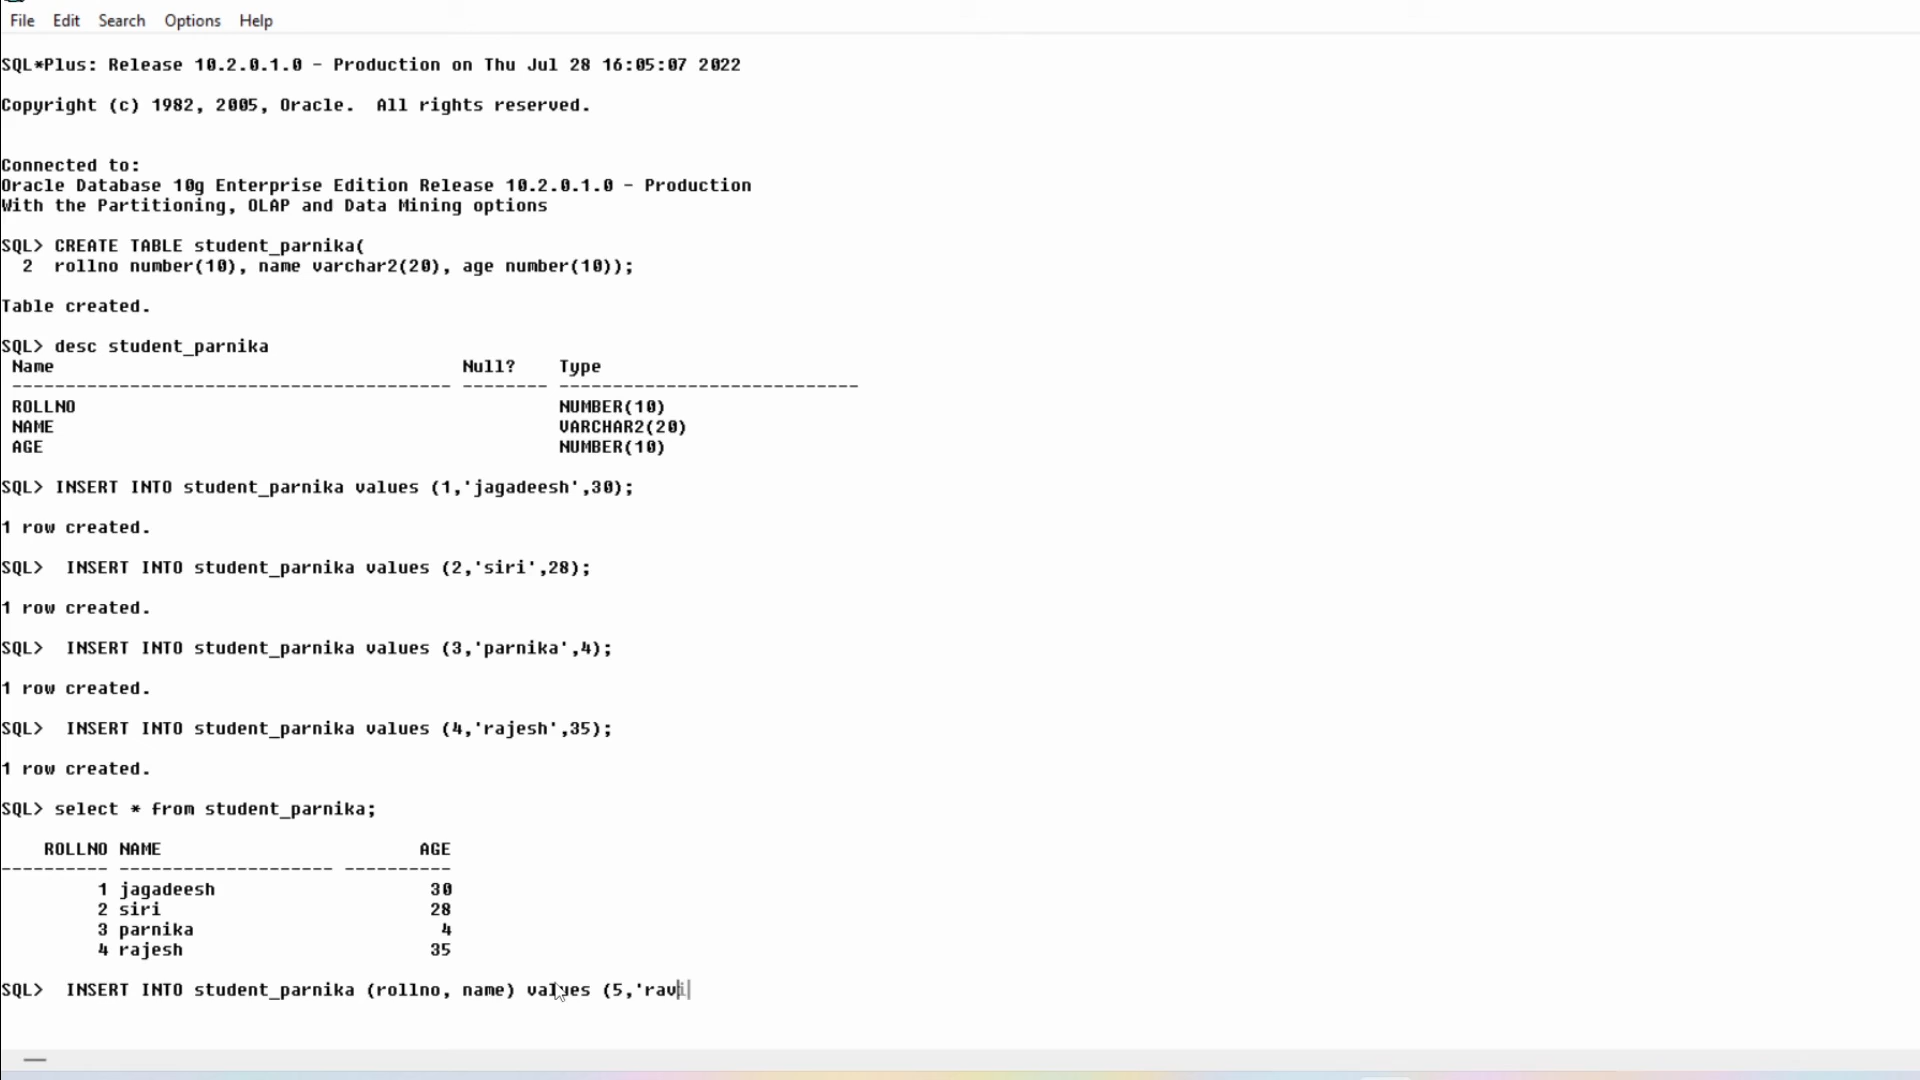 File Edit Search Options Help
SQL*Plus: Release 10.2.0.1.0 - Production on Thu Jul 28 16:05:07 2022
Copyright (c) 1982, 2005, Oracle.  All rights reserved.
Connected to:
Oracle Database 10g Enterprise Edition Release 10.2.0.1.0 - Production
With the Partitioning, OLAP and Data Mining options
SQL> CREATE TABLE student_parnika(
  2  rollno number(10), name varchar2(20), age number(10));
Table created.
SQL> desc student_parnika
 Name                                      Null?    Type
 ----------------------------------------- -------- ----------------------------
 ROLLNO                                             NUMBER(10)
 NAME                                               VARCHAR2(20)
 AGE                                                NUMBER(10)
SQL> INSERT INTO student_parnika values (1,'jagadeesh',30);
1 row created.
SQL>  INSERT INTO student_parnika values (2,'siri',28);
1 row created.
SQL>  INSERT INTO student_parnika values (3,'parnika',4);
1 row created.
SQL>  INSERT INTO student_parnika values (4,'rajesh',35);
1 row created.
SQL> select * from student_parnika;
    ROLLNO NAME                        AGE
---------- -------------------- ----------
         1 jagadeesh                    30
         2 siri                         28
         3 parnika                       4
         4 rajesh                       35
SQL>  INSERT INTO student_parnika (rollno, name) values (5,'ravi